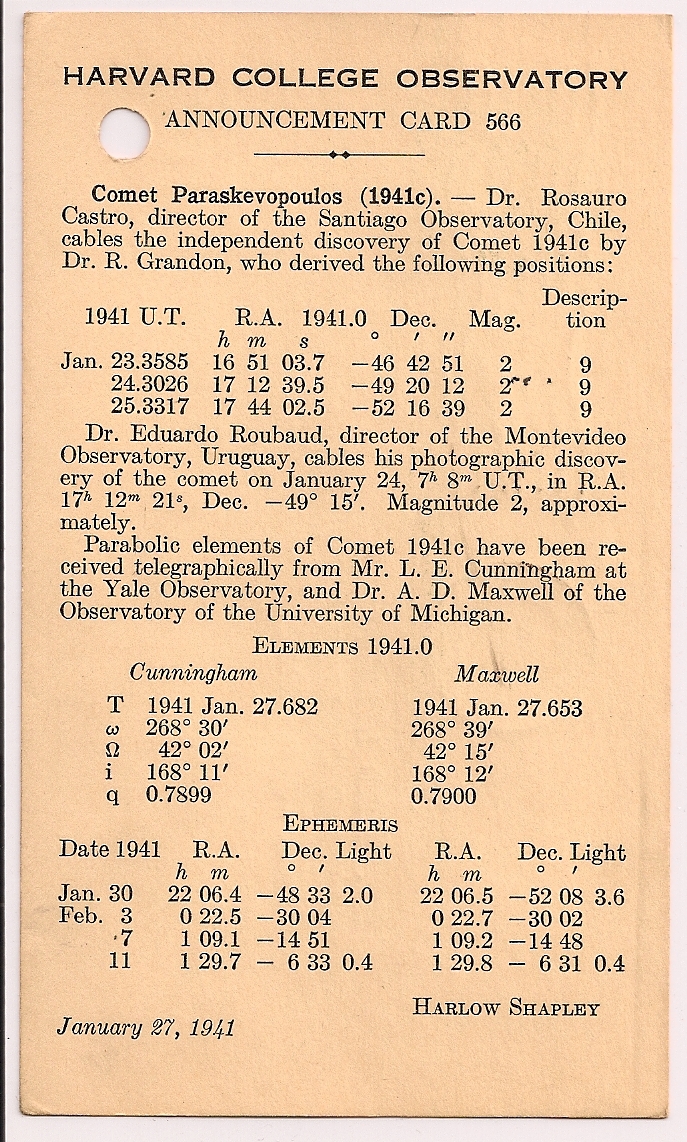 HARVARD COLLEGE OBSERVATORY
ANNOUNCEMENT CARD 566
Comet Paraskevopoulos (1941c). — Dr. Rosauro
Castro, director of the Santiago Observatory, Chile,
cables the independent discovery of Comet 1941c by
Dr. R. Grandon, who derived the following positions:
Descrip-
1941 U.T. R.A. 1941.0 Dec. Mag. tion
h m s ° ′ ″
Jan. 23.3585 16 51 03.7 −46 42 51 2 9
24.3026 17 12 39.5 −49 20 12 2 9
25.3317 17 44 02.5 −52 16 39 2 9
Dr. Eduardo Roubaud, director of the Montevideo
Observatory, Uruguay, cables his photographic discov-
ery of the comet on January 24, 7ʰ 8ᵐ U.T., in R.A.
17ʰ 12ᵐ 21ˢ, Dec. −49° 15′. Magnitude 2, approxi-
mately.
Parabolic elements of Comet 1941c have been re-
ceived telegraphically from Mr. L. E. Cunningham at
the Yale Observatory, and Dr. A. D. Maxwell of the
Observatory of the University of Michigan.
ELEMENTS 1941.0
Cunningham Maxwell
T 1941 Jan. 27.682 1941 Jan. 27.653
ω 268° 30′ 268° 39′
Ω 42° 02′ 42° 15′
i 168° 11′ 168° 12′
q 0.7899 0.7900
EPHEMERIS
Date 1941 R.A. Dec. Light R.A. Dec. Light
h m ° ′ h m ° ′
Jan. 30 22 06.4 −48 33 2.0 22 06.5 −52 08 3.6
Feb. 3 0 22.5 −30 04 0 22.7 −30 02
7 1 09.1 −14 51 1 09.2 −14 48
11 1 29.7 − 6 33 0.4 1 29.8 − 6 31 0.4
HARLOW SHAPLEY
January 27, 1941